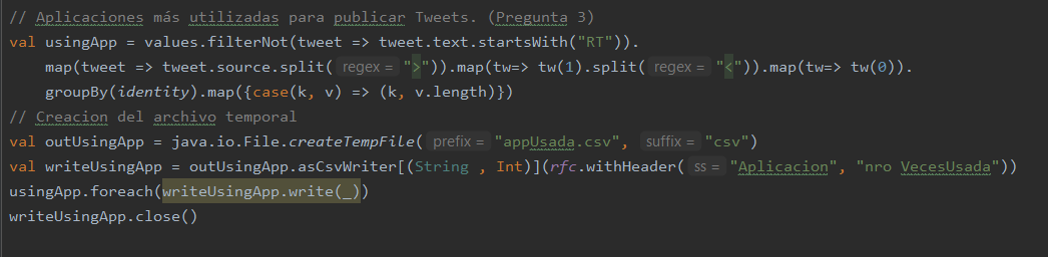 // Aplicaciones más utilizadas para publicar Tweets. (Pregunta 3)
val usingApp = values.filterNot(tweet => tweet.text.startsWith("RT")).
map(tweet => tweet.source.split( regex = ">")).map(tw=> tw(1).split( regex = "<")).map(tw=> tw(0)).
groupBy(identity).map({case(k, v) => (k, v.length)})
// Creacion del archivo temporal
val outUsingApp = java.io.File.createTempFile( prefix = "appUsada.csv", suffix = "csv")
val writeUsingApp = outUsingApp.asCsvWriter[(String , Int)](rfc.withHeader( ss = "Aplicacion", "nro VecesUsada"))
usingApp.foreach(writeUsingApp.write(_))
writeUsingApp.close()